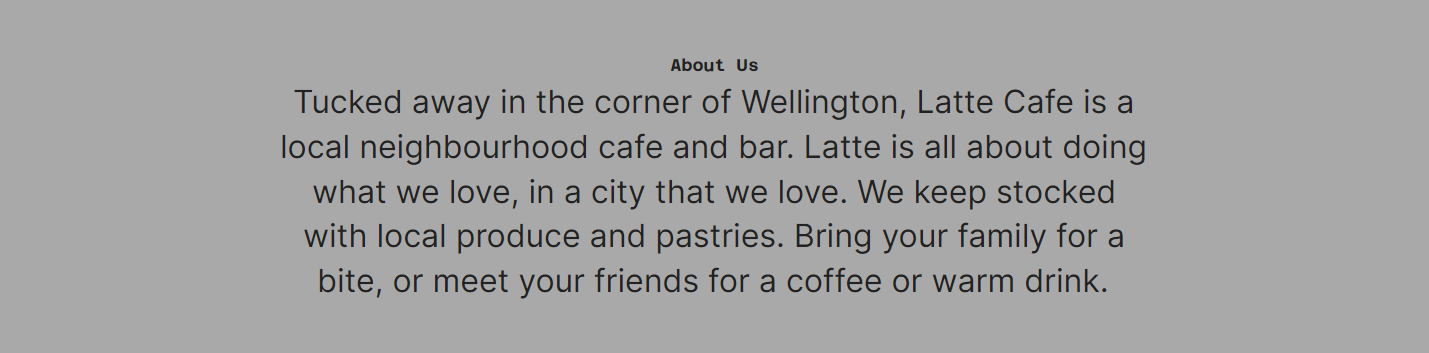 About Us
Tucked away in the corner of Wellington, Latte Cafe is a
local neighbourhood cafe and bar. Latte is all about doing
what we love, in a city that we love. We keep stocked
with local produce and pastries. Bring your family for a
bite, or meet your friends for a coffee or warm drink.